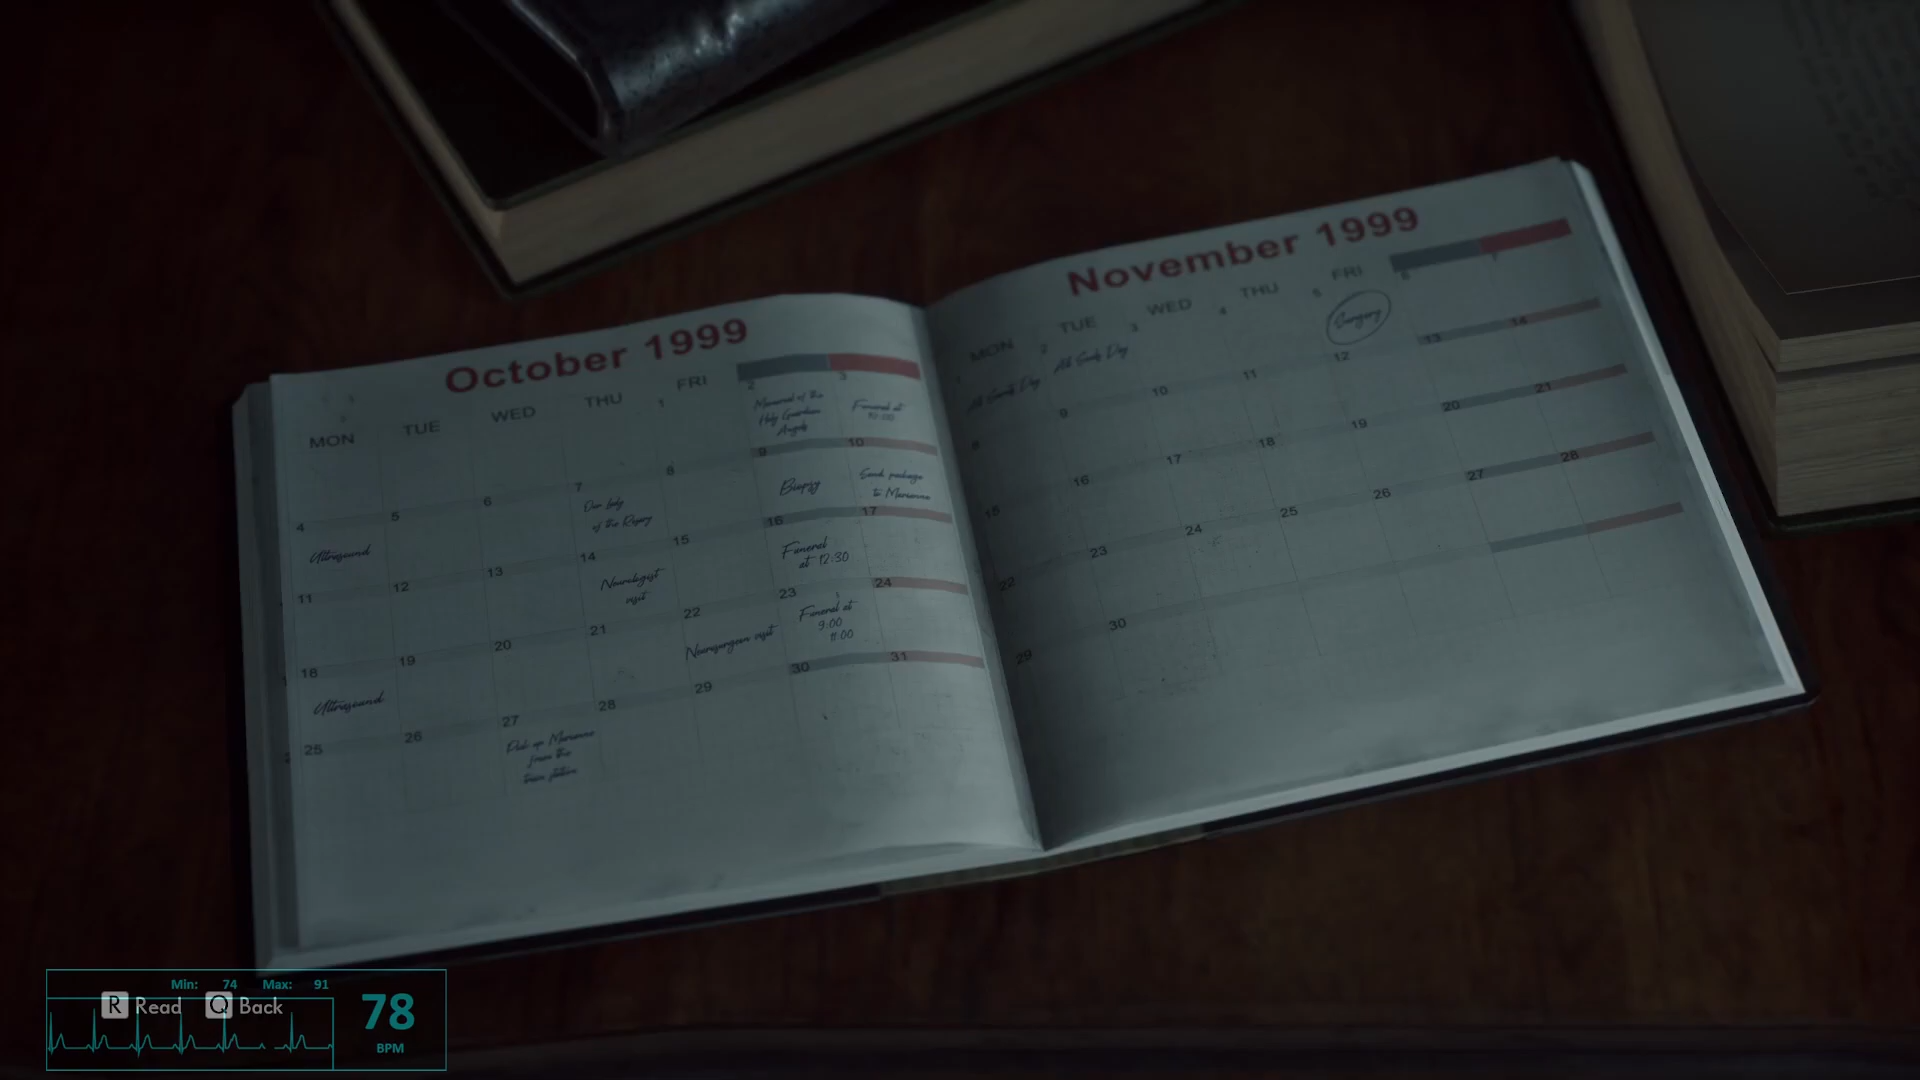 October 1999
MON TUE WED THU FRI
1 2 3
Memorial of the
Holy Guardian
Angels
Funeral at
10:00
4 5 6 7 8 9 10
Ultrasound
Our lady
of the Rosary
Biopsy
Send package
to Marianne
11 12 13 14 15 16 17
Neurologist
visit
Funeral
at 12:30
18 19 20 21 22 23 24
Ultrasound
Neurosurgeon visit
Funeral at
9:00
11:00
25 26 27 28 29 30 31
Pick up Marianne
from the
train station
November 1999
MON TUE WED THU FRI
1 2 3 4 5 6 7
All Saints Day
All Souls Day
Surgery
8 9 10 11 12 13 14
15 16 17 18 19 20 21
22 23 24 25 26 27 28
29 30
Min: 74 Max: 91
R Read Q Back
78
BPM